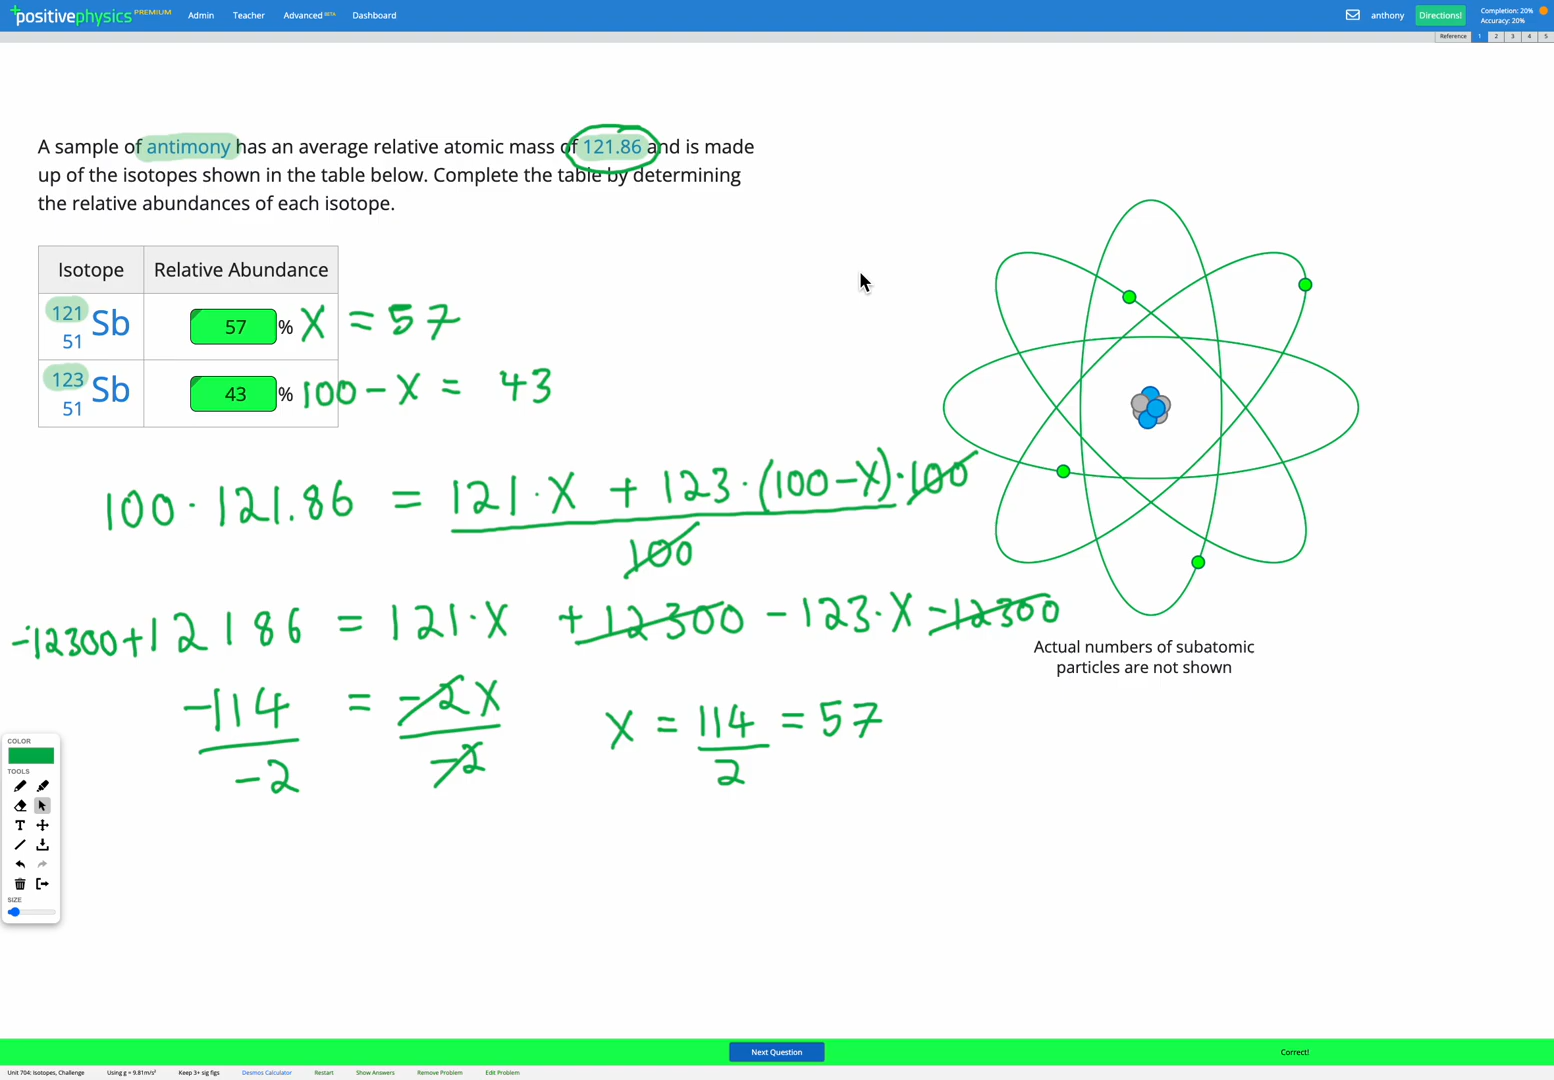 positivephysics PREMIUM Admin Teacher Advanced BETA Dashboard anthony Directions! Completion: 20%
Accuracy: 20%
Reference 1 2 3 4 5
A sample of antimony has an average relative atomic mass of 121.86 and is made
up of the isotopes shown in the table below. Complete the table by determining
the relative abundances of each isotope.
Isotope Relative Abundance
121 51 Sb 57 % X = 57
123 51 Sb 43 % 100 - X = 43
100 · 121.86 = 121 · X + 123 · (100 - X) · 100
100
-12300 + 12186 = 121 · X + 12300 - 123 · X - 12300
-114 = -2X X = 114 = 57
-2 -2 2
Actual numbers of subatomic
particles are not shown
COLOR
TOOLS
T
SIZE
Next Question Correct!
Unit 704: Isotopes, Challenge Using g = 9.81m/s² Keep 3+ sig figs Desmos Calculator Restart Show Answers Remove Problem Edit Problem